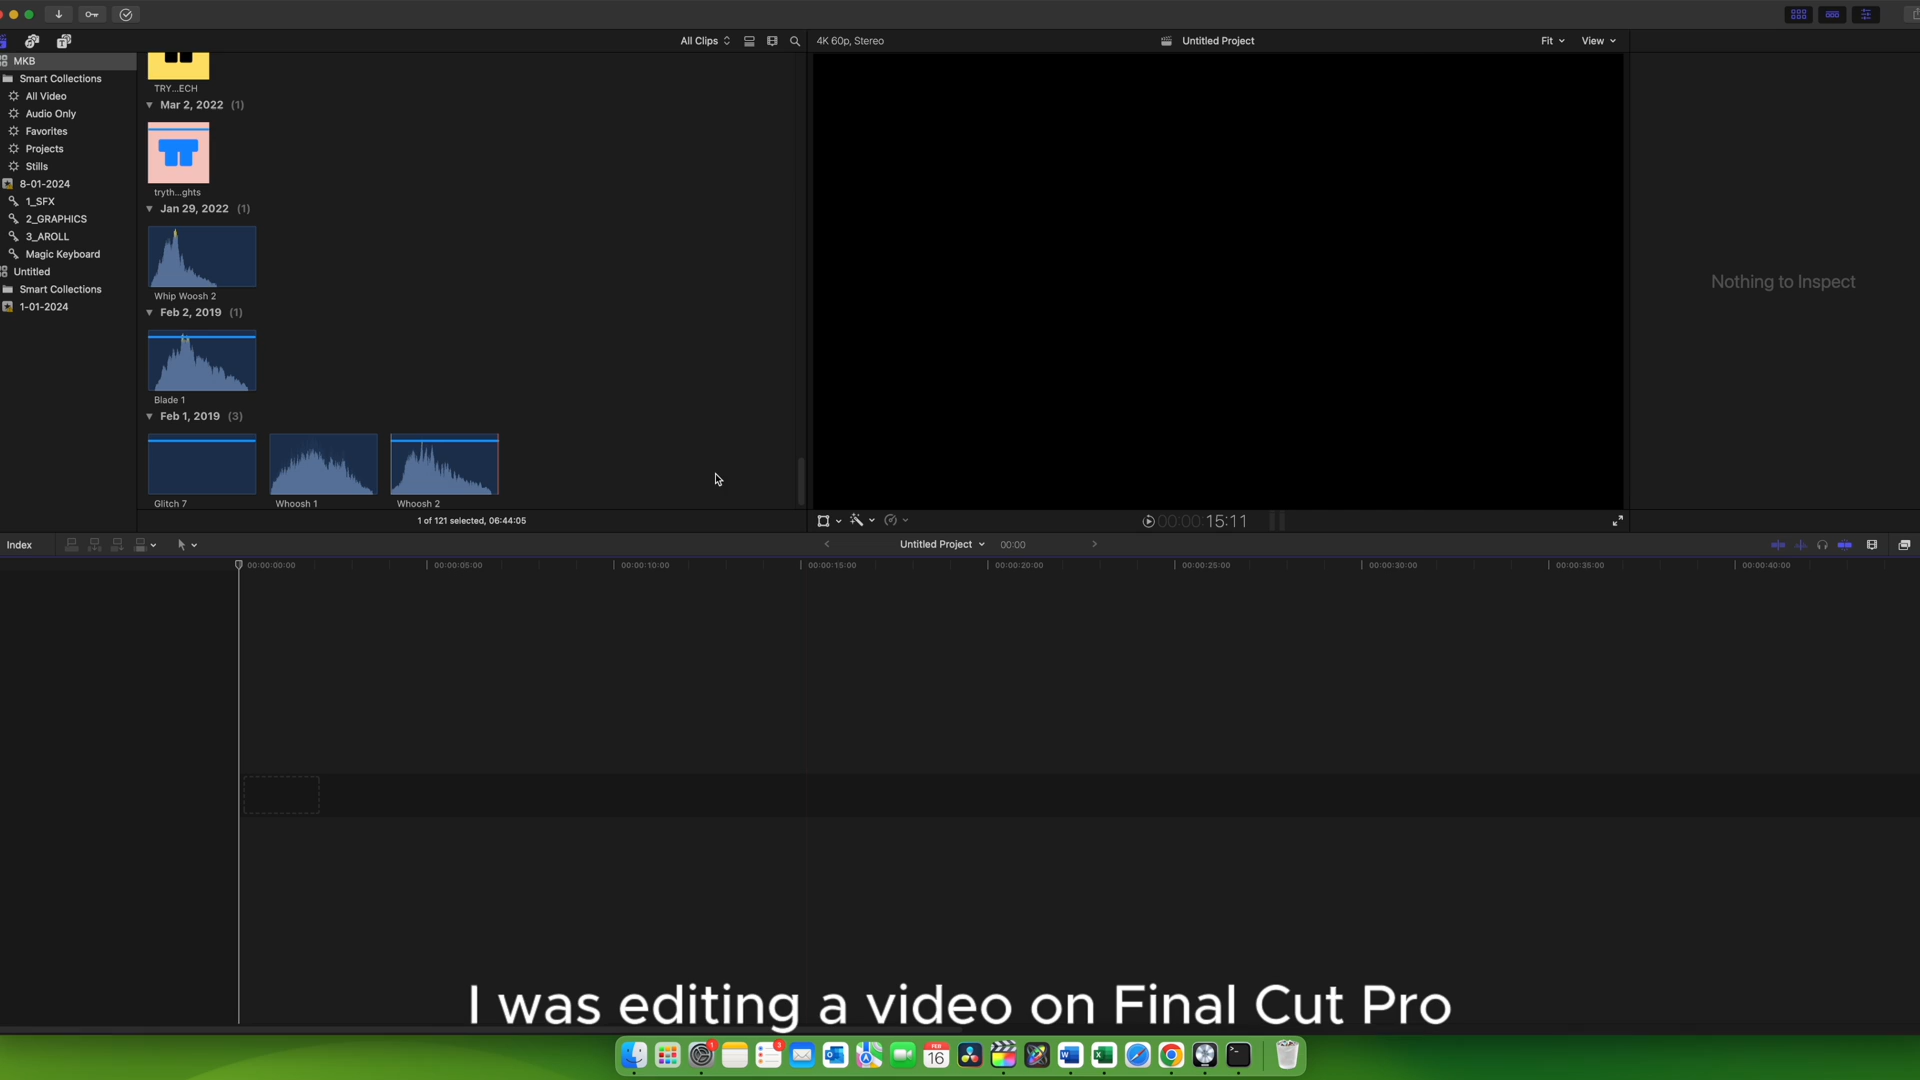 All Clips
4K 60p, Stereo
Untitled Project
Fit
View
MKB
Smart Collections
All Video
Audio Only
Favorites
Projects
Stills
8-01-2024
1_SFX
2_GRAPHICS
3_AROLL
Magic Keyboard
Untitled
Smart Collections
1-01-2024
TRY...ECH
Mar 2, 2022 (1)
tryth...ghts
Jan 29, 2022 (1)
Whip Woosh 2
Feb 2, 2019 (1)
Blade 1
Feb 1, 2019 (3)
Glitch 7
Whoosh 1
Whoosh 2
1 of 121 selected, 06:44:05
Nothing to Inspect
00:00:15:11
Index
Untitled Project
00:00
00:00:00:00
00:00:05:00
00:00:10:00
00:00:15:00
00:00:20:00
00:00:25:00
00:00:30:00
00:00:35:00
00:00:40:00
I was editing a video on Final Cut Pro
1
3
FEB
16